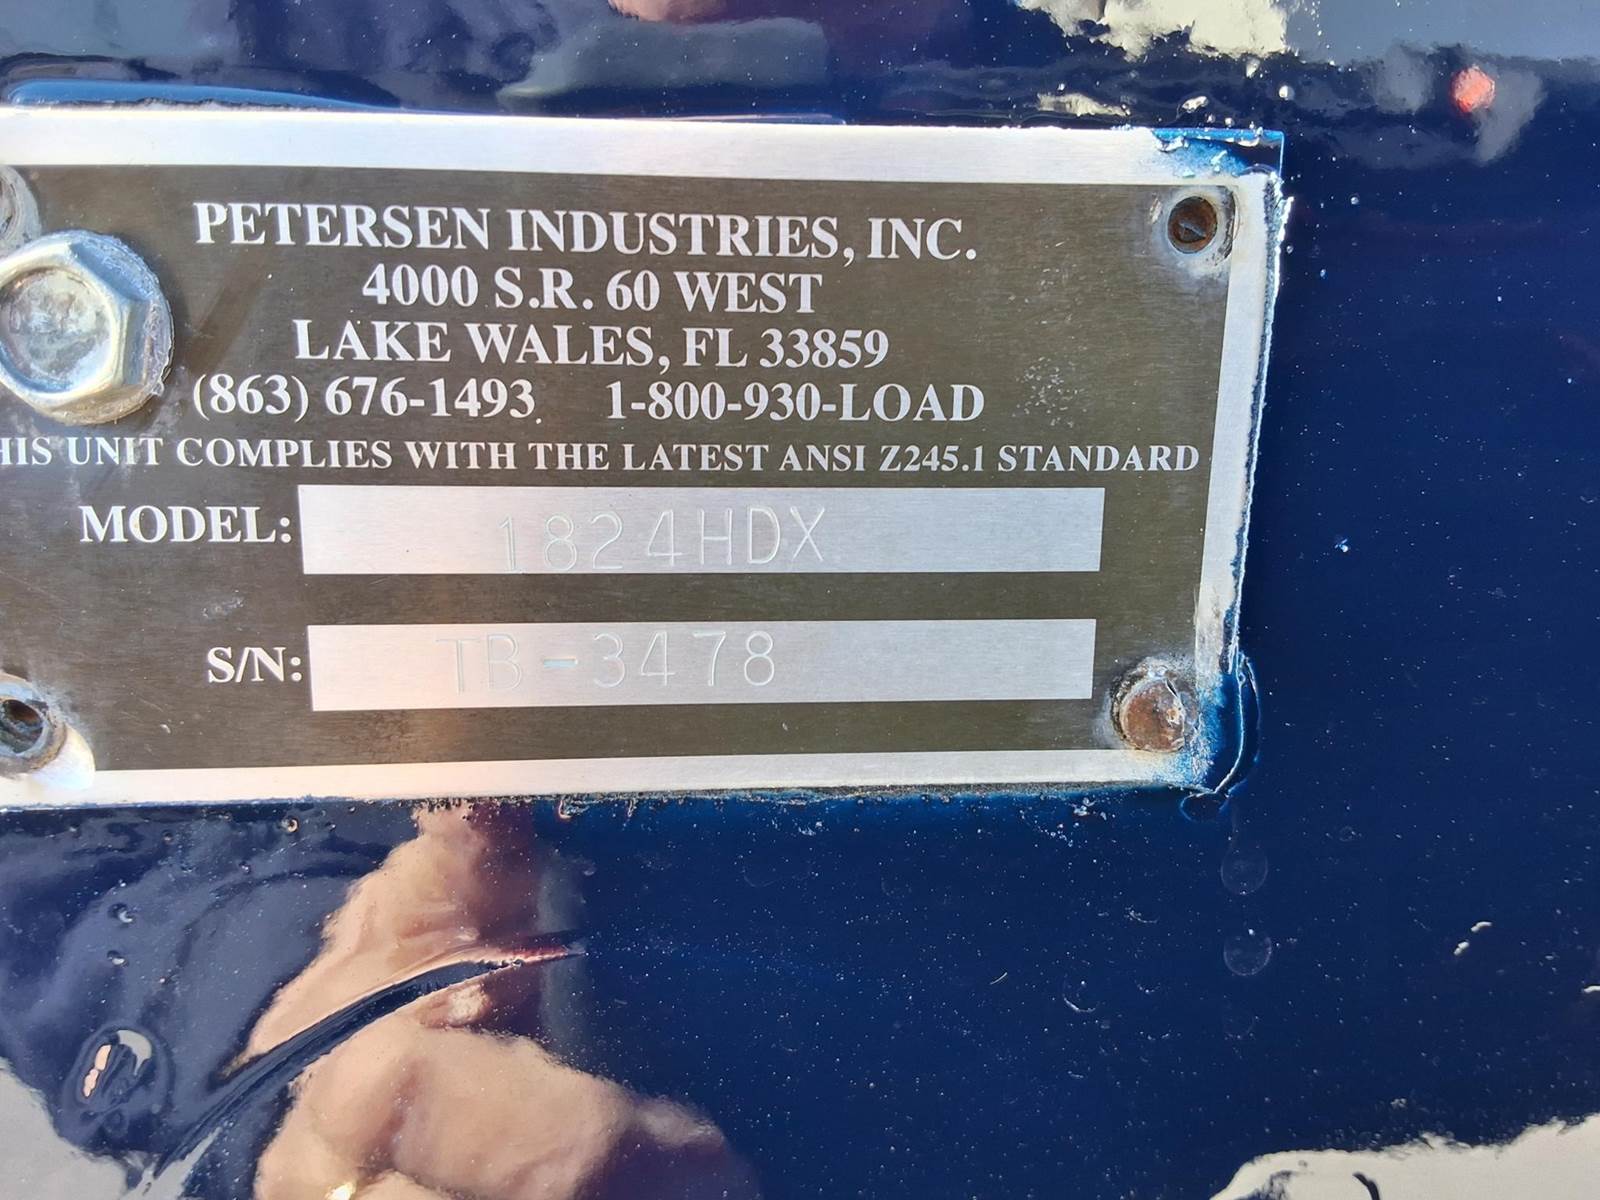 PETERSEN INDUSTRIES, INC.
4000 S.R. 60 WEST
LAKE WALES, FL 33859
(863) 676-1493 1-800-930-LOAD
HIS UNIT COMPLIES WITH THE LATEST ANSI Z245.1 STANDARD
MODEL: 1824HDX
S/N: TB-3478